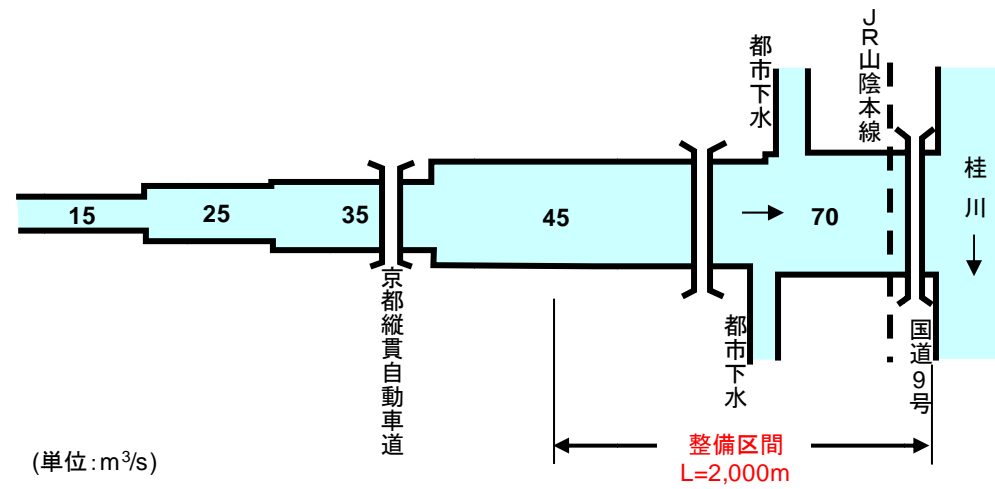 都市下水
JR山陰本線
桂川
15
25
35
45
70
京都縦貫自動車道
都市下水
国道9号
整備区間
L=2,000m
(単位:m³/s)